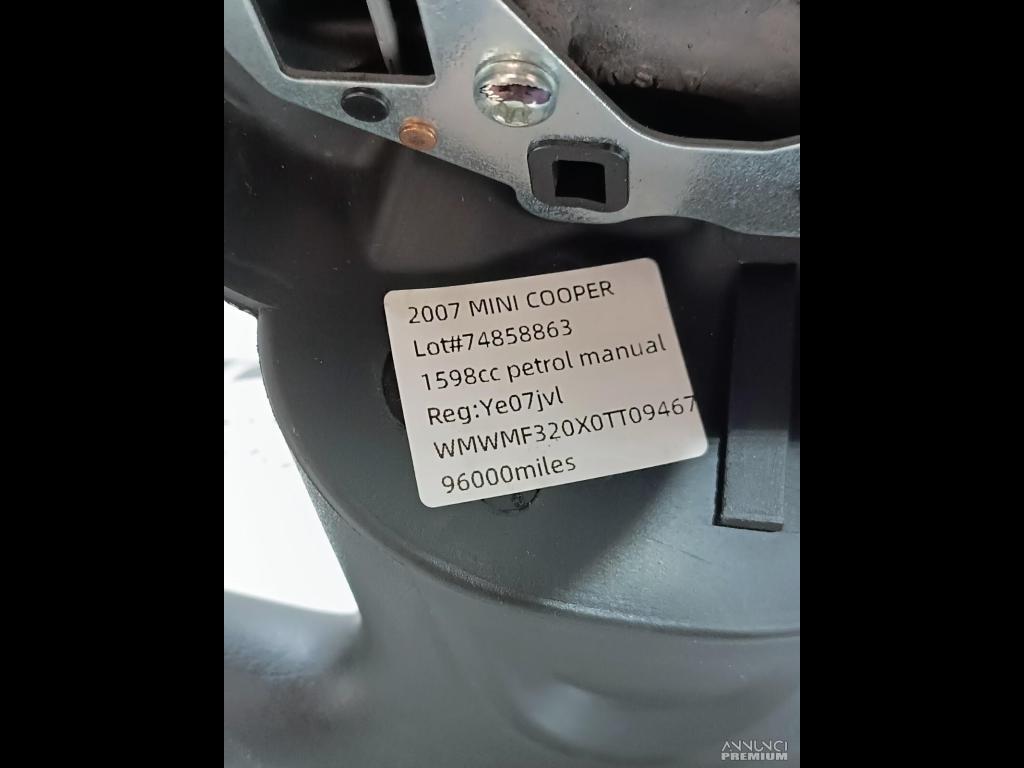 2007 MINI COOPER
Lot#74858863
1598cc petrol manual
Reg:Ye07jvl
WMWMF320X0TT09467
96000miles
ANNUNCI
PREMIUM